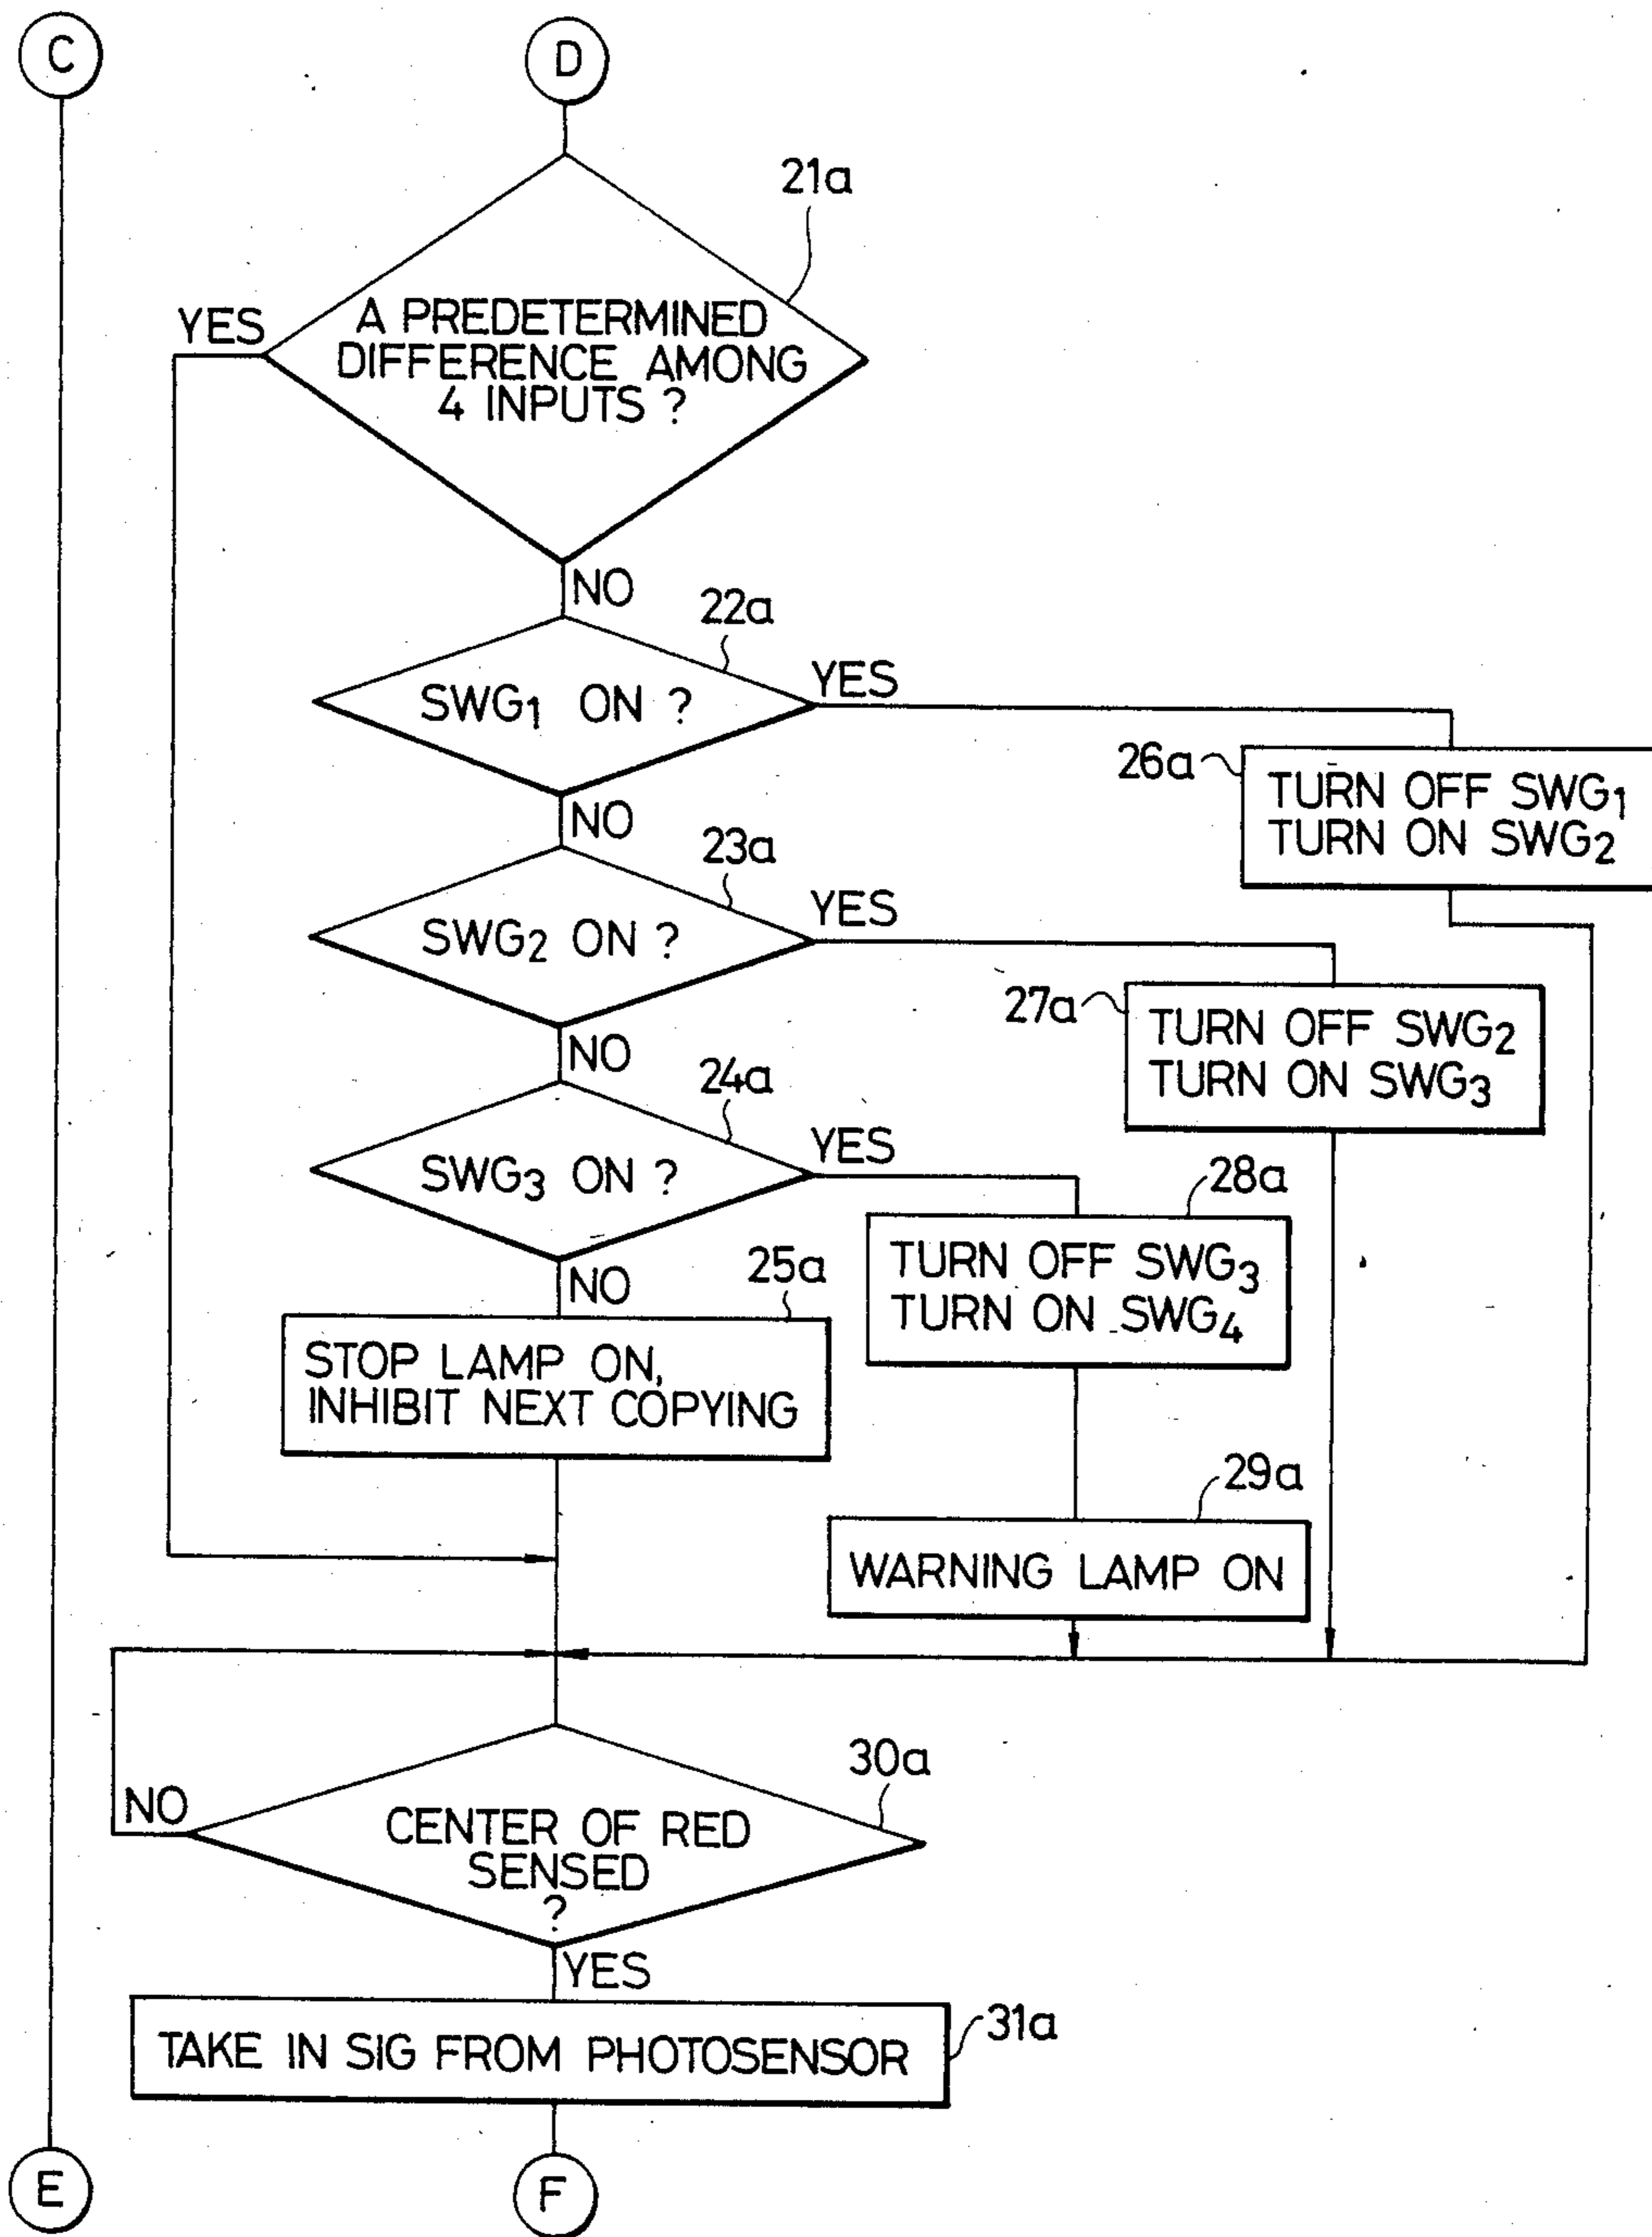 C
D
21a
YES
A PREDETERMINED
DIFFERENCE AMONG
4 INPUTS ?
NO
22a
SWG1 ON ?
YES
26a
TURN OFF SWG1
TURN ON SWG2
NO
23a
SWG2 ON ?
YES
27a
TURN OFF SWG2
TURN ON SWG3
NO
24a
SWG3 ON ?
YES
28a
TURN OFF SWG3
TURN ON SWG4
NO
25a
STOP LAMP ON,
INHIBIT NEXT COPYING
29a
WARNING LAMP ON
30a
NO
CENTER OF RED
SENSED
?
YES
TAKE IN SIG FROM PHOTOSENSOR
31a
E
F